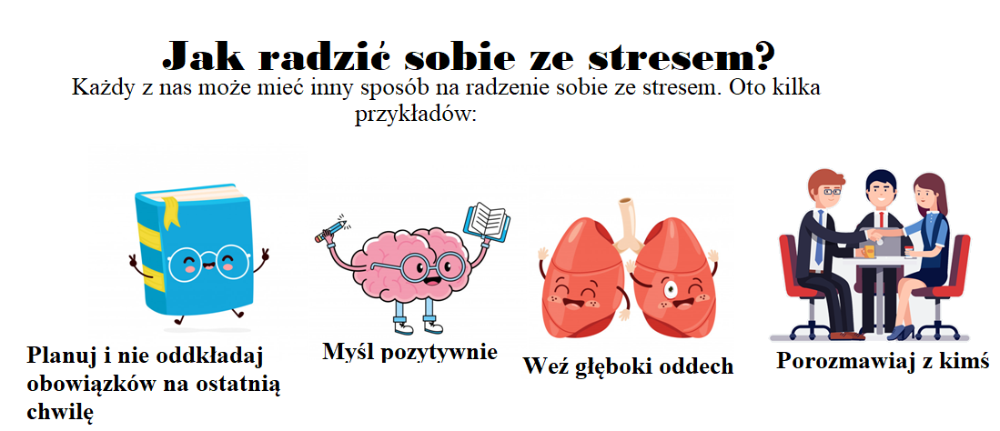 Jak radzić sobie ze stresem?
Każdy z nas może mieć inny sposób na radzenie sobie ze stresem. Oto kilka
przykładów:
Planuj i nie oddkładaj
obowiązków na ostatnią
chwilę
Myśl pozytywnie
Weź głęboki oddech
Porozmawiaj z kimś